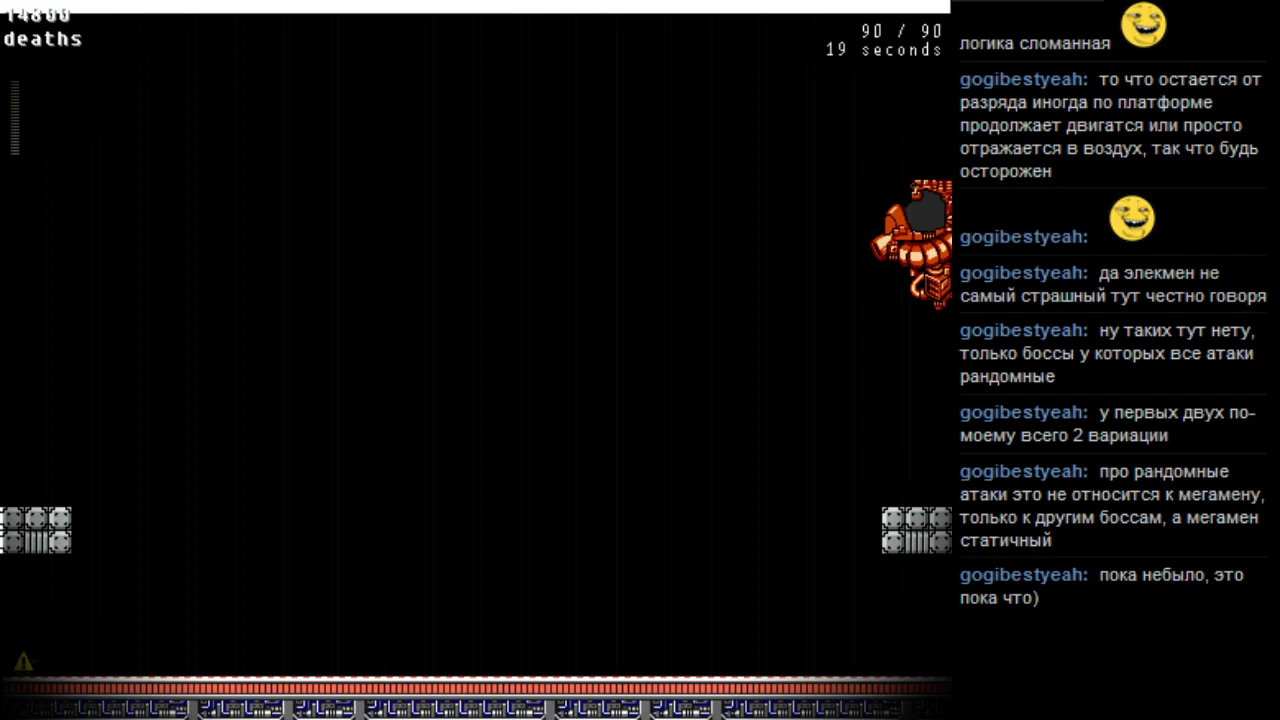 14800
deaths
90 / 90
19 seconds
логика сломанная
gogibestyeah: то что остается от
разряда иногда по платформе
продолжает двигатся или просто
отражается в воздух, так что будь
осторожен
gogibestyeah:
gogibestyeah: да элекмен не
самый страшный тут честно говоря
gogibestyeah: ну таких тут нету,
только боссы у которых все атаки
рандомные
gogibestyeah: у первых двух по-
моему всего 2 вариации
gogibestyeah: про рандомные
атаки это не относится к мегамену,
только к другим боссам, а мегамен
статичный
gogibestyeah: пока небыло, это
пока что)